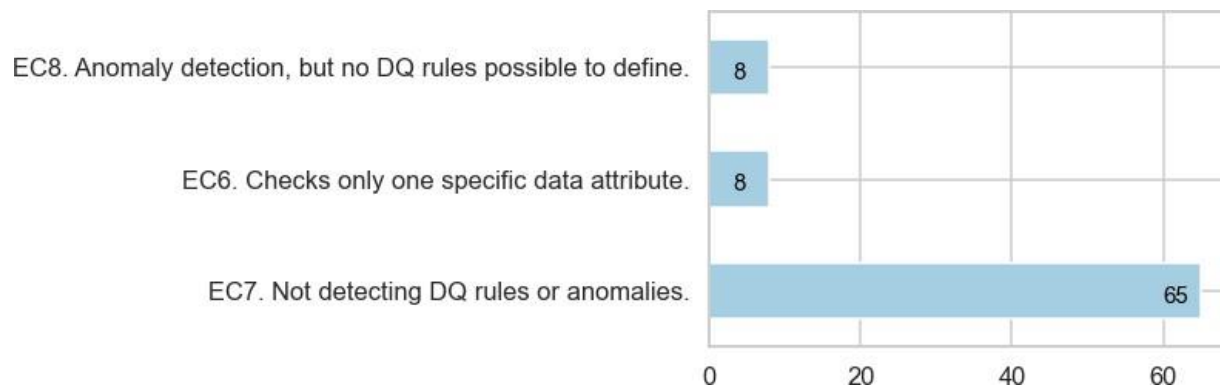 EC8. Anomaly detection, but no DQ rules possible to define.
8
EC6. Checks only one specific data attribute.
8
EC7. Not detecting DQ rules or anomalies.
65
0 20 40 60